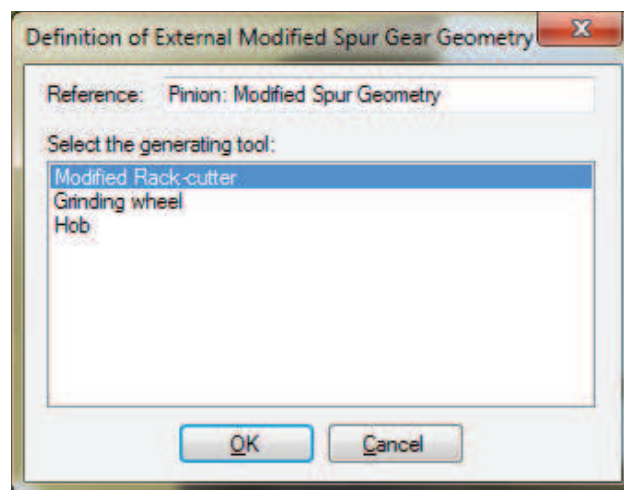 Definition of External Modified Spur Gear Geometry
Reference: Pinion: Modified Spur Geometry
Select the generating tool:
Modified Rack-cutter
Grinding wheel
Hob
OK Cancel